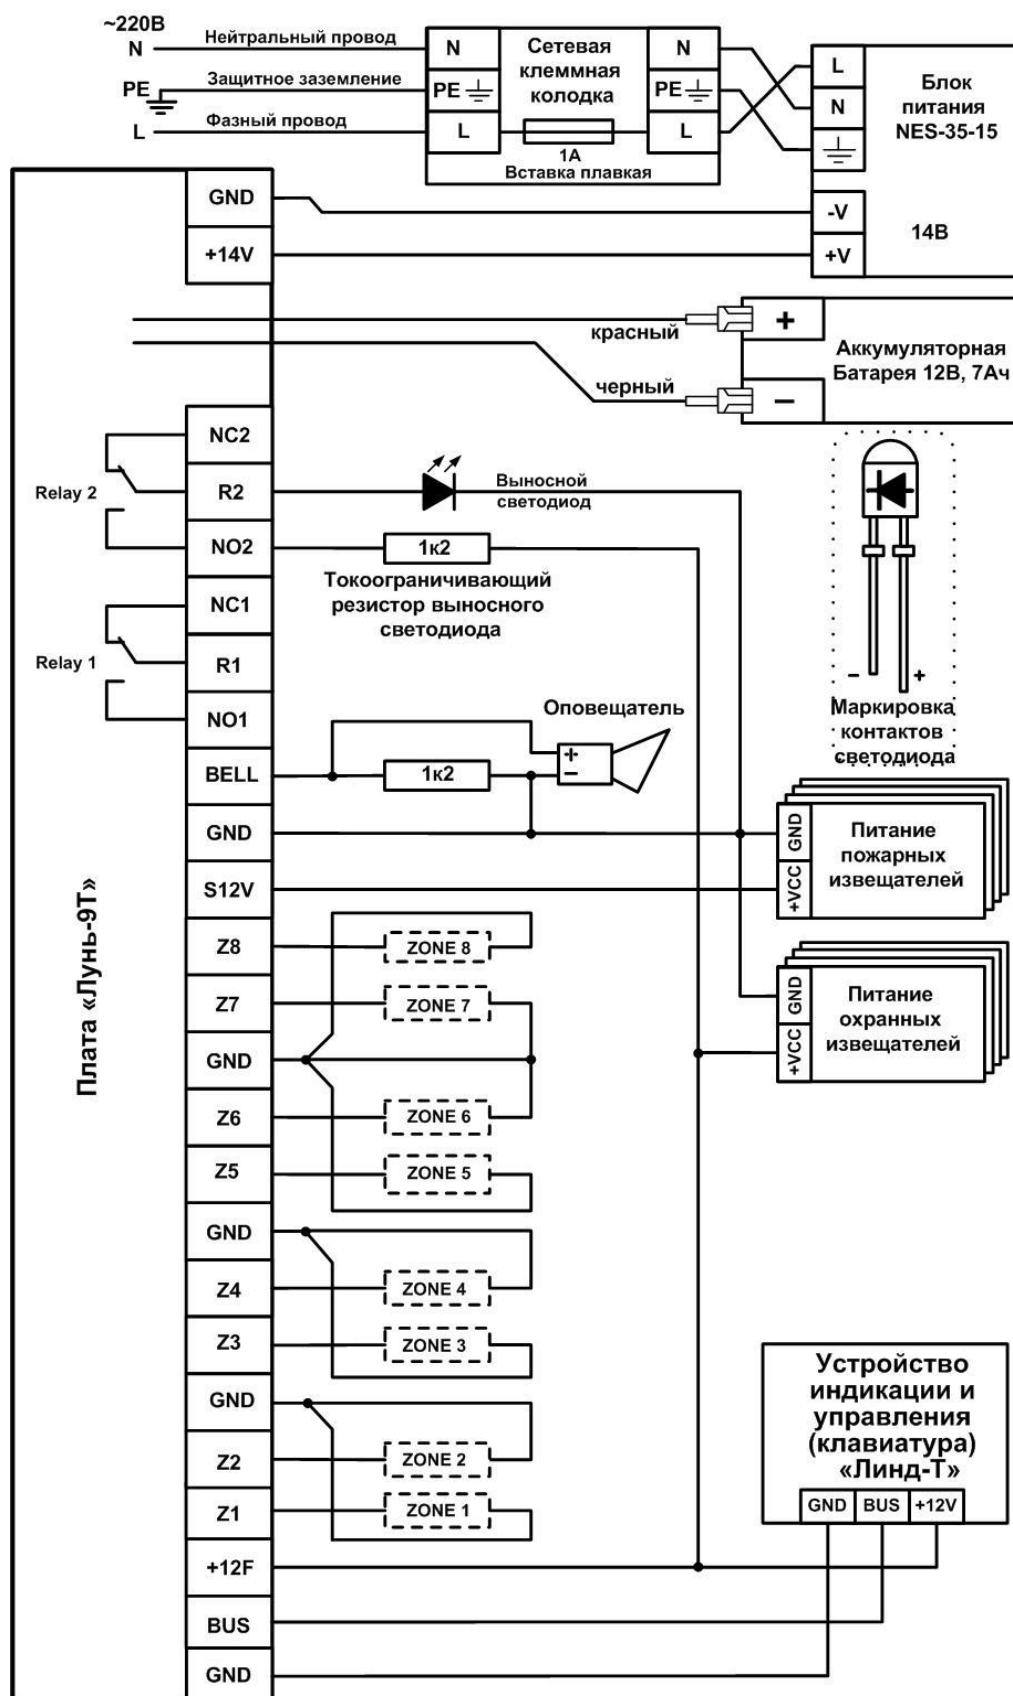 ~220В
N
Нейтральный провод
PE
Защитное заземление
L
Фазный провод
N
PE
L
Сетевая
клеммная
колодка
1А
Вставка плавкая
N
PE
L
L
N
Блок
питания
NES-35-15
-V
+V
14В
GND
+14V
красный
+
черный
−
Аккумуляторная
Батарея 12В, 7Ач
NC2
Relay 2
R2
Выносной
светодиод
NO2
1к2
Токоограничивающий
резистор выносного
светодиода
NC1
Relay 1
R1
NO1
− +
Маркировка
контактов
светодиода
Оповещатель
+
−
BELL
1к2
GND
S12V
GND
+VCC
Питание
пожарных
извещателей
Z8
ZONE 8
Z7
ZONE 7
GND
GND
+VCC
Питание
охранных
извещателей
Z6
ZONE 6
Z5
ZONE 5
GND
Z4
ZONE 4
Z3
ZONE 3
GND
Z2
ZONE 2
Z1
ZONE 1
+12F
BUS
GND
Плата «Лунь-9Т»
Устройство
индикации и
управления
(клавиатура)
«Линд-Т»
GND
BUS
+12V